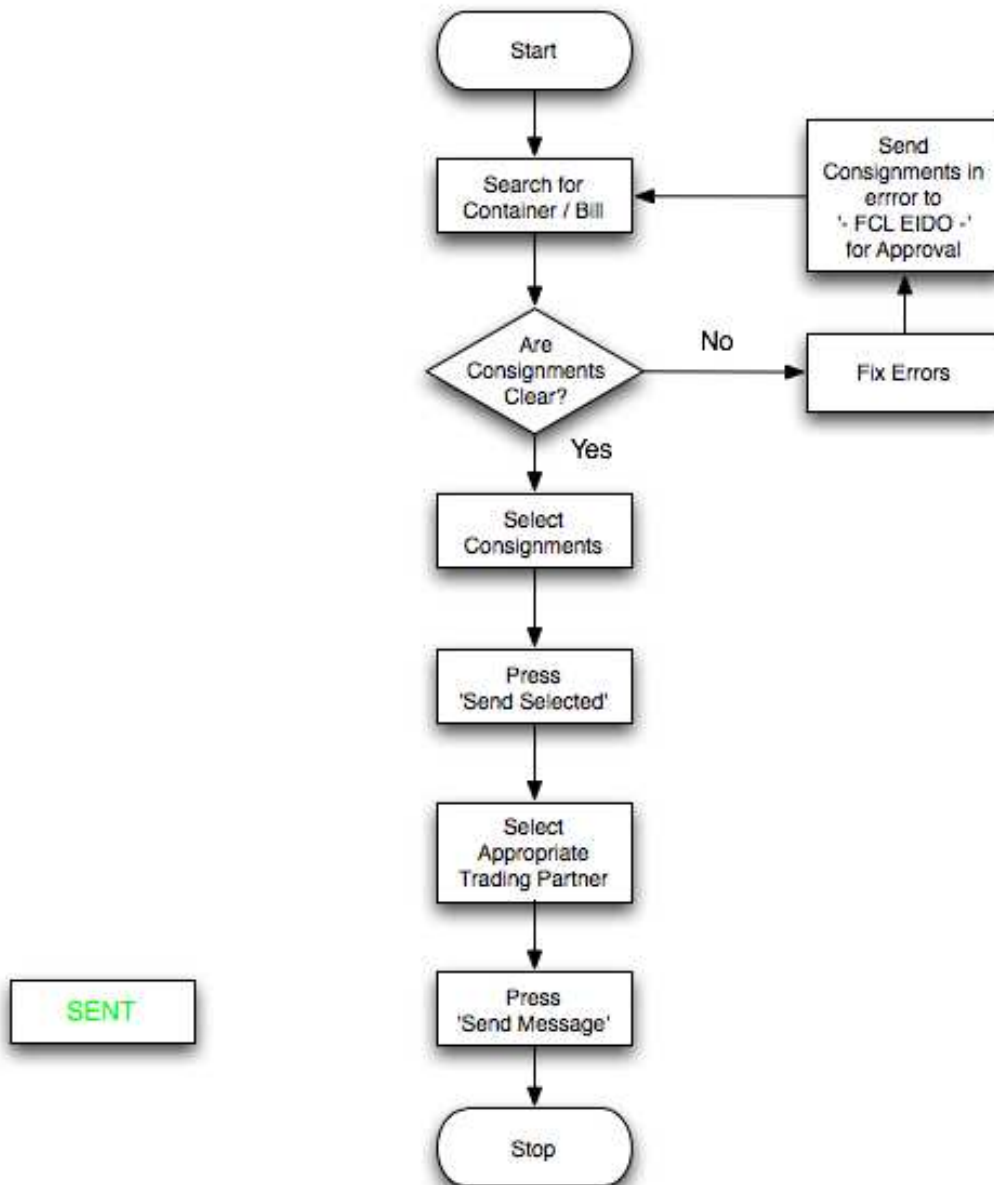 Start
Search for
Container / Bill
Send
Consignments in
errror to
'- FCL EIDO -'
for Approval
Are
Consignments
Clear?
No
Fix Errors
Yes
Select
Consignments
Press
'Send Selected'
Select
Appropriate
Trading Partner
SENT
Press
'Send Message'
Stop